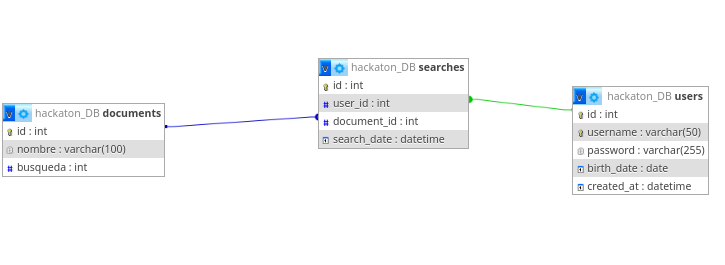 hackaton_DB documents
id : int
nombre : varchar(100)
busqueda : int
hackaton_DB searches
id : int
user_id : int
document_id : int
search_date : datetime
hackaton_DB users
id : int
username : varchar(50)
password : varchar(255)
birth_date : date
created_at : datetime